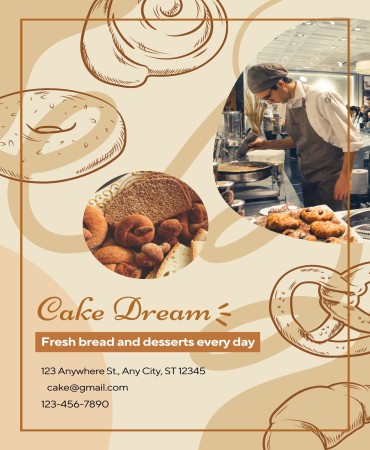 Cake Dream
Fresh bread and desserts every day
123 Anywhere St., Any City, ST 12345
cake@gmail.com
123-456-7890